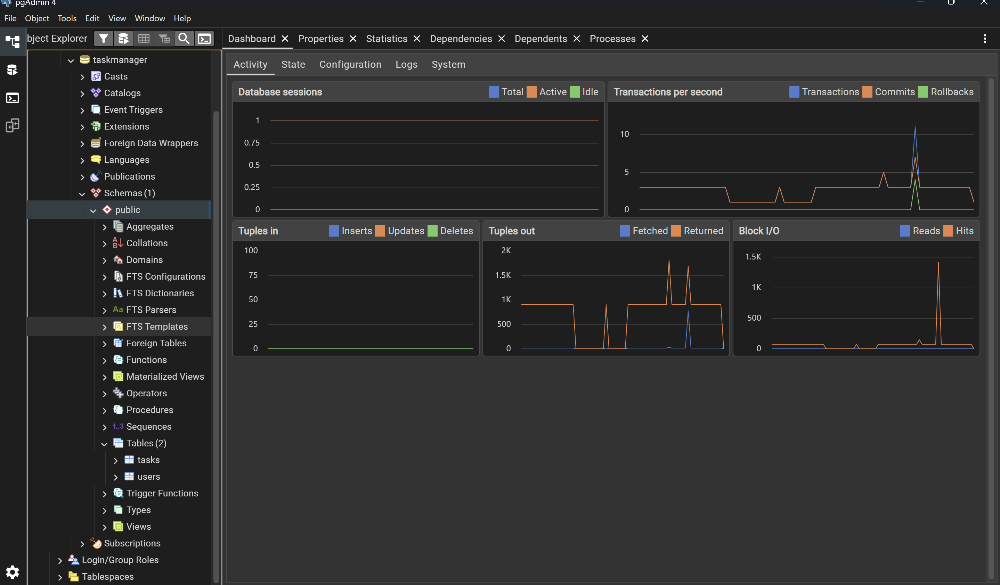 pgAdmin 4
File Object Tools Edit View Window Help
bject Explorer
Dashboard Properties Statistics Dependencies Dependents Processes
taskmanager
Casts
Catalogs
Event Triggers
Extensions
Foreign Data Wrappers
Languages
Publications
Schemas (1)
public
Aggregates
Collations
Domains
FTS Configurations
FTS Dictionaries
Aa FTS Parsers
FTS Templates
Foreign Tables
Functions
Materialized Views
Operators
Procedures
1..3 Sequences
Tables (2)
tasks
users
Trigger Functions
Types
Views
Subscriptions
Login/Group Roles
Tablespaces
Activity State Configuration Logs System
Database sessions Total Active Idle
1
0.75
0.5
0.25
0
Transactions per second Transactions Commits Rollbacks
10
5
0
Tuples in Inserts Updates Deletes
100
75
50
25
0
Tuples out Fetched Returned
2K
1.5K
1K
500
0
Block I/O Reads Hits
1.5K
1K
500
0